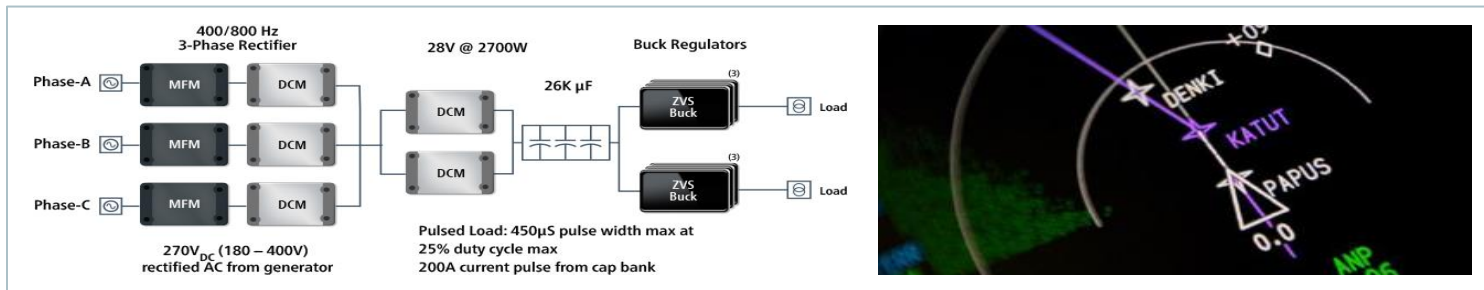 400/800 Hz
3-Phase Rectifier
28V @ 2700W
Buck Regulators
Phase-A
MFM
DCM
Phase-B
MFM
DCM
Phase-C
MFM
DCM
DCM
DCM
26K µF
(3)
ZVS
Buck
Load
(3)
ZVS
Buck
Load
270VDC (180 – 400V)
rectified AC from generator
Pulsed Load: 450µS pulse width max at
25% duty cycle max
200A current pulse from cap bank
DENKI
KATUT
PAPUS
0.0
ANP